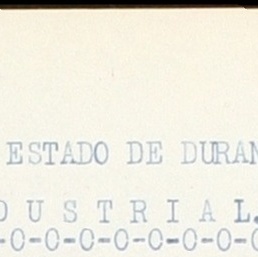 ESTADO DE DURAN
D U S T R I A L.
-O-O-O-O-O-O-O-O